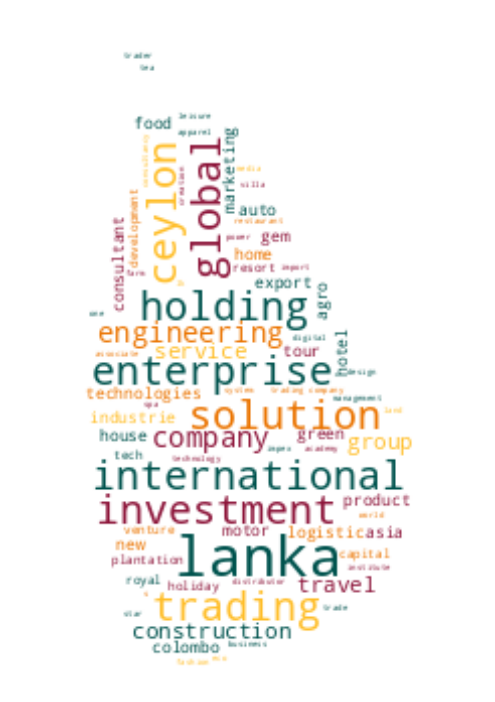 trader
tea
food leisure
apparel
ceylon global marketing
consultancy creation media
villa
auto
restaurant
development
consultant
power gem
home
resort import
farm
export
agro
holding
one
engineering
digital
hotel
associate service tour
enterprise design
technologies system trading company
management
spa
industrie solution land
house company green group
tech impex academy
technology
international
investment product
world
venture motor logistic asia
new lanka capital
plantation institute
royal holiday distributor travel
trading trade
star
construction
colombo business
fashion eco